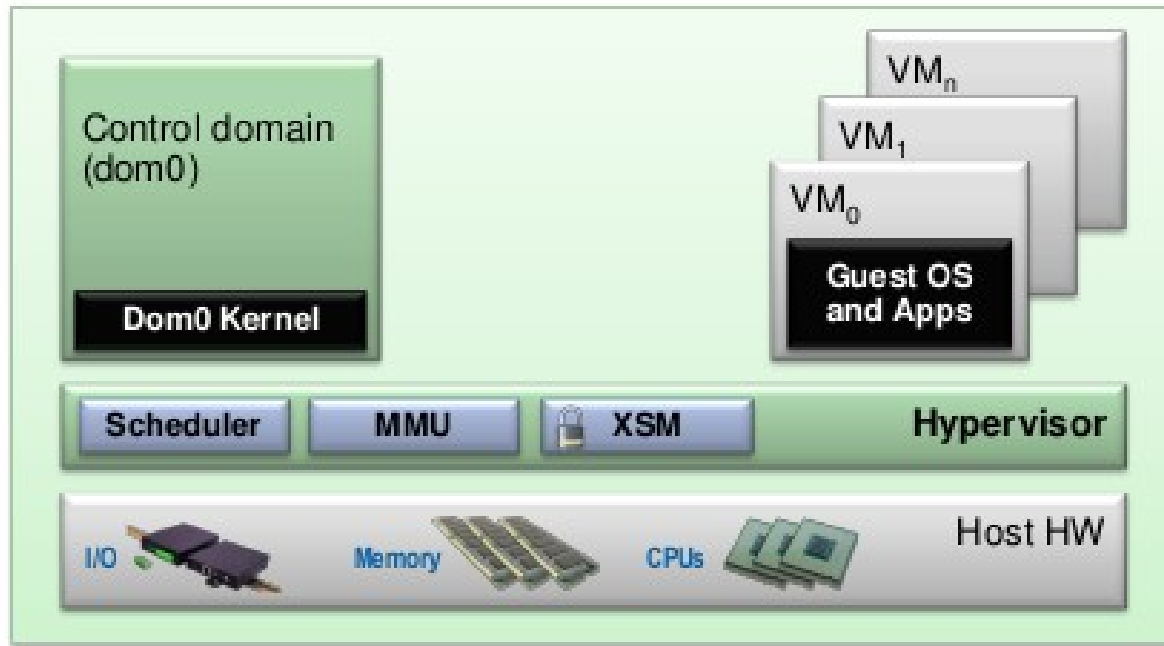 Control domain
(dom0)
Dom0 Kernel
VMn
VM1
VM0
Guest OS
and Apps
Scheduler
MMU
XSM
Hypervisor
I/O
Memory
CPUs
Host HW